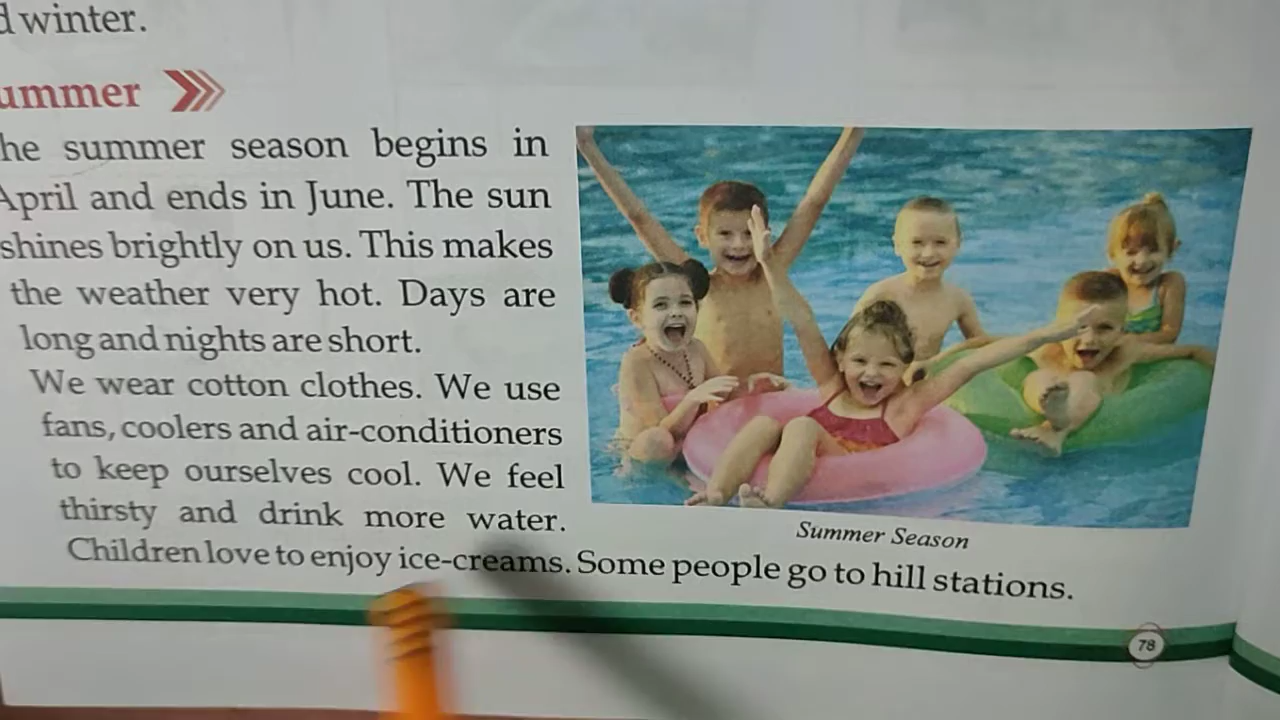 d winter.
ummer
he summer season begins in
April and ends in June. The sun
shines brightly on us. This makes
the weather very hot. Days are
long and nights are short.
We wear cotton clothes. We use
fans, coolers and air-conditioners
to keep ourselves cool. We feel
thirsty and drink more water.
Children love to enjoy ice-creams. Some people go to hill stations.
Summer Season
78